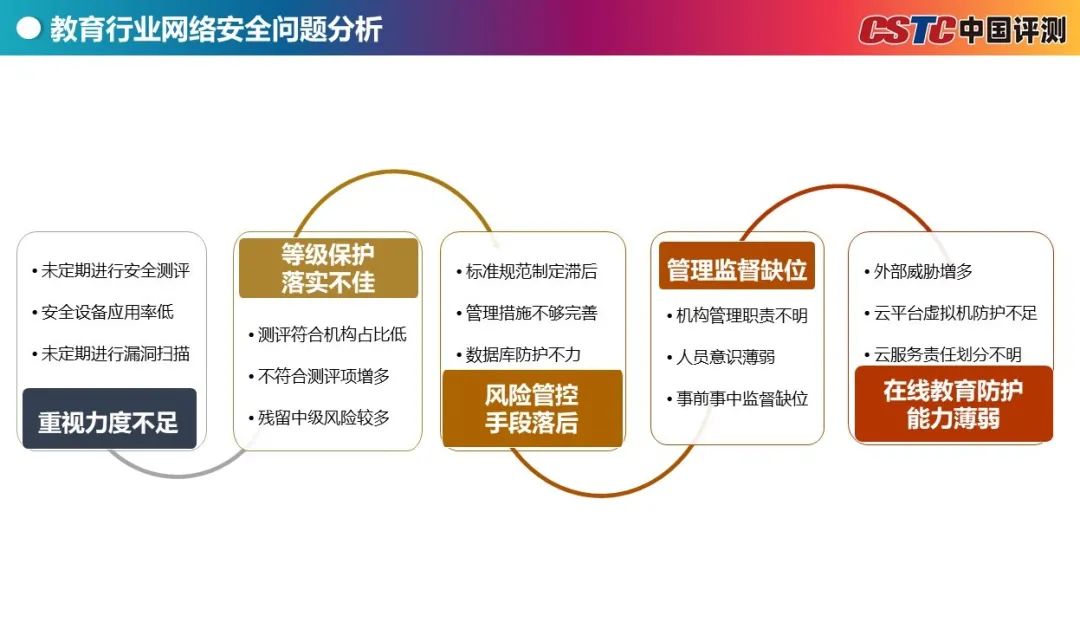 教育行业网络安全问题分析
CSTC中国评测
• 未定期进行安全测评
• 安全设备应用率低
• 未定期进行漏洞扫描
重视力度不足
等级保护
落实不佳
• 测评符合机构占比低
• 不符合测评项增多
• 残留中级风险较多
• 标准规范制定滞后
• 管理措施不够完善
• 数据库防护不力
风险管控
手段落后
管理监督缺位
• 机构管理职责不明
• 人员意识薄弱
• 事前事中监督缺位
• 外部威胁增多
• 云平台虚拟机防护不足
• 云服务责任划分不明
在线教育防护
能力薄弱